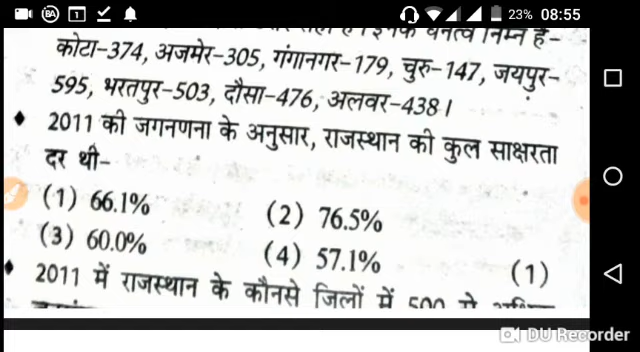 23% 08:55
घनत्व निम्न है-
कोटा-374, अजमेर-305, गंगानगर-179, चुरु-147, जयपुर-
595, भरतपुर-503, दौसा-476, अलवर-438।
♦ 2011 की जगनणना के अनुसार, राजस्थान की कुल साक्षरता
दर थी-
(1) 66.1% (2) 76.5%
(3) 60.0% (4) 57.1% (1)
♦ 2011 में राजस्थान के कौनसे जिलों में 500 से
DU Recorder